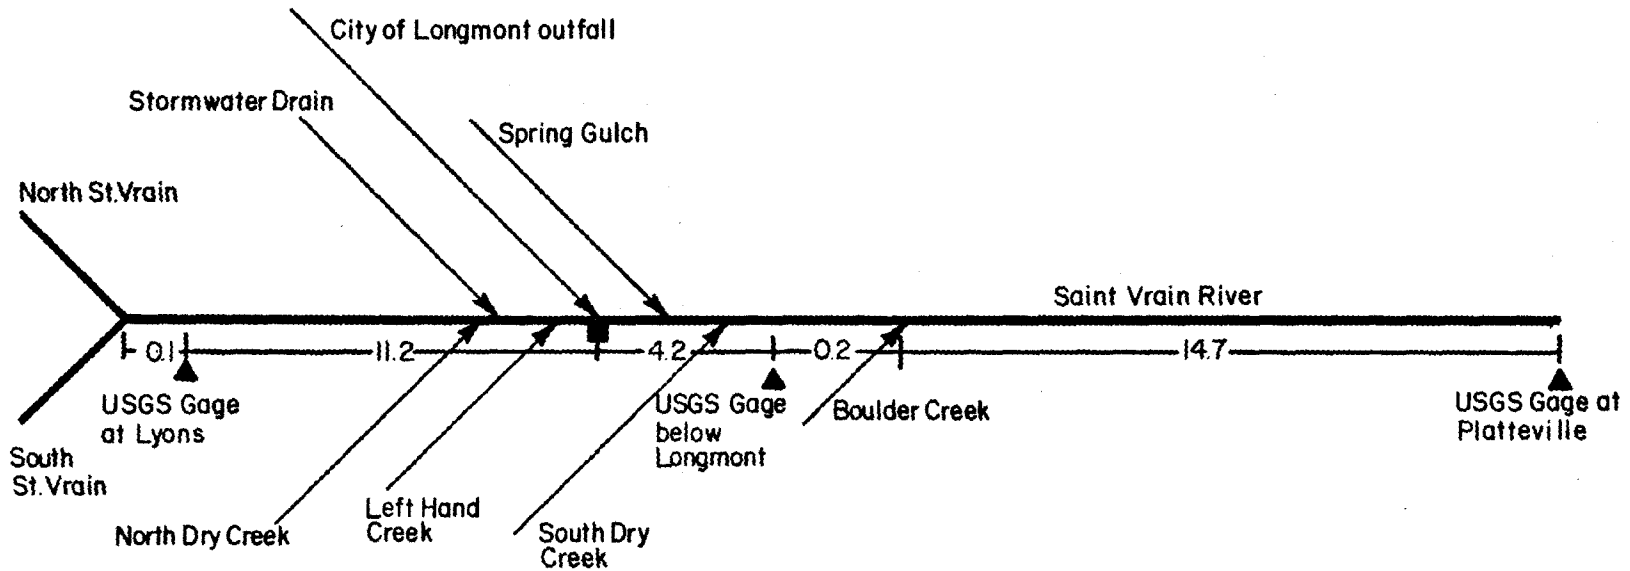 City of Longmont outfall
Stormwater Drain
Spring Gulch
North St.Vrain
Saint Vrain River
0.1
11.2
4.2
0.2
14.7
USGS Gage
at Lyons
USGS Gage
below
Longmont
Boulder Creek
USGS Gage at
Platteville
South
St.Vrain
North Dry Creek
Left Hand
Creek
South Dry
Creek